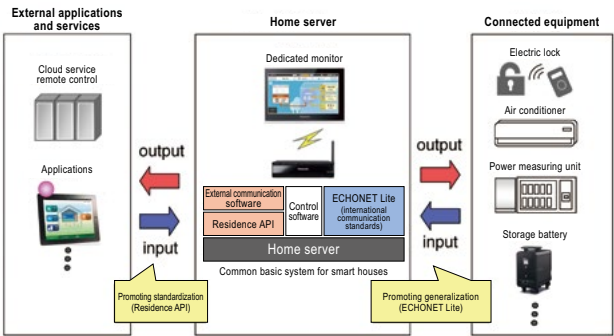 External applications
and services
Cloud service
remote control
Applications
output
input
Promoting standardization
(Residence API)
Home server
Dedicated monitor
External communication
software
Residence API
Control
software
ECHONET Lite
(international
communication
standards)
Home server
Common basic system for smart houses
output
input
Promoting generalization
(ECHONET Lite)
Connected equipment
Electric lock
Air conditioner
Power measuring unit
Storage battery